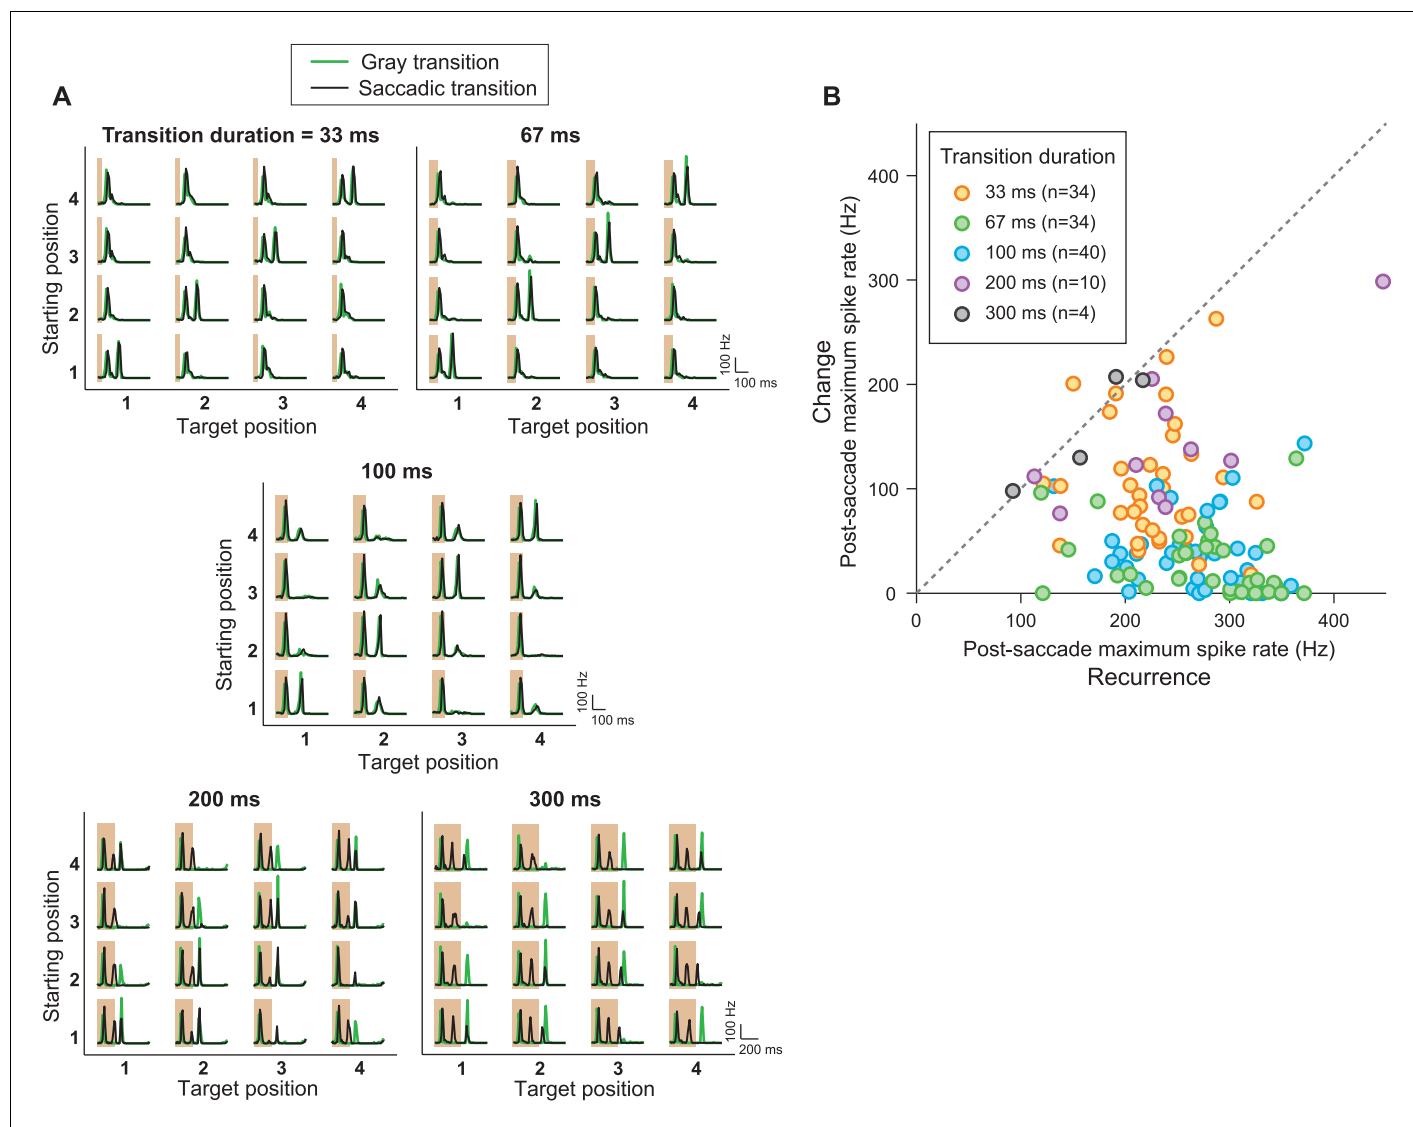 Gray transition
Saccadic transition
A
Transition duration = 33 ms
67 ms
Starting position
4
3
2
1
100 Hz
100 ms
1 2 3 4
Target position
1 2 3 4
Target position
100 ms
Starting position
4
3
2
1
100 Hz
100 ms
1 2 3 4
Target position
200 ms
300 ms
Starting position
4
3
2
1
1 2 3 4
Target position
Starting position
4
3
2
1
100 Hz
200 ms
1 2 3 4
Target position
B
Transition duration
33 ms (n=34)
67 ms (n=34)
100 ms (n=40)
200 ms (n=10)
300 ms (n=4)
Change
Post-saccade maximum spike rate (Hz)
400
300
200
100
0
0 100 200 300 400
Post-saccade maximum spike rate (Hz)
Recurrence